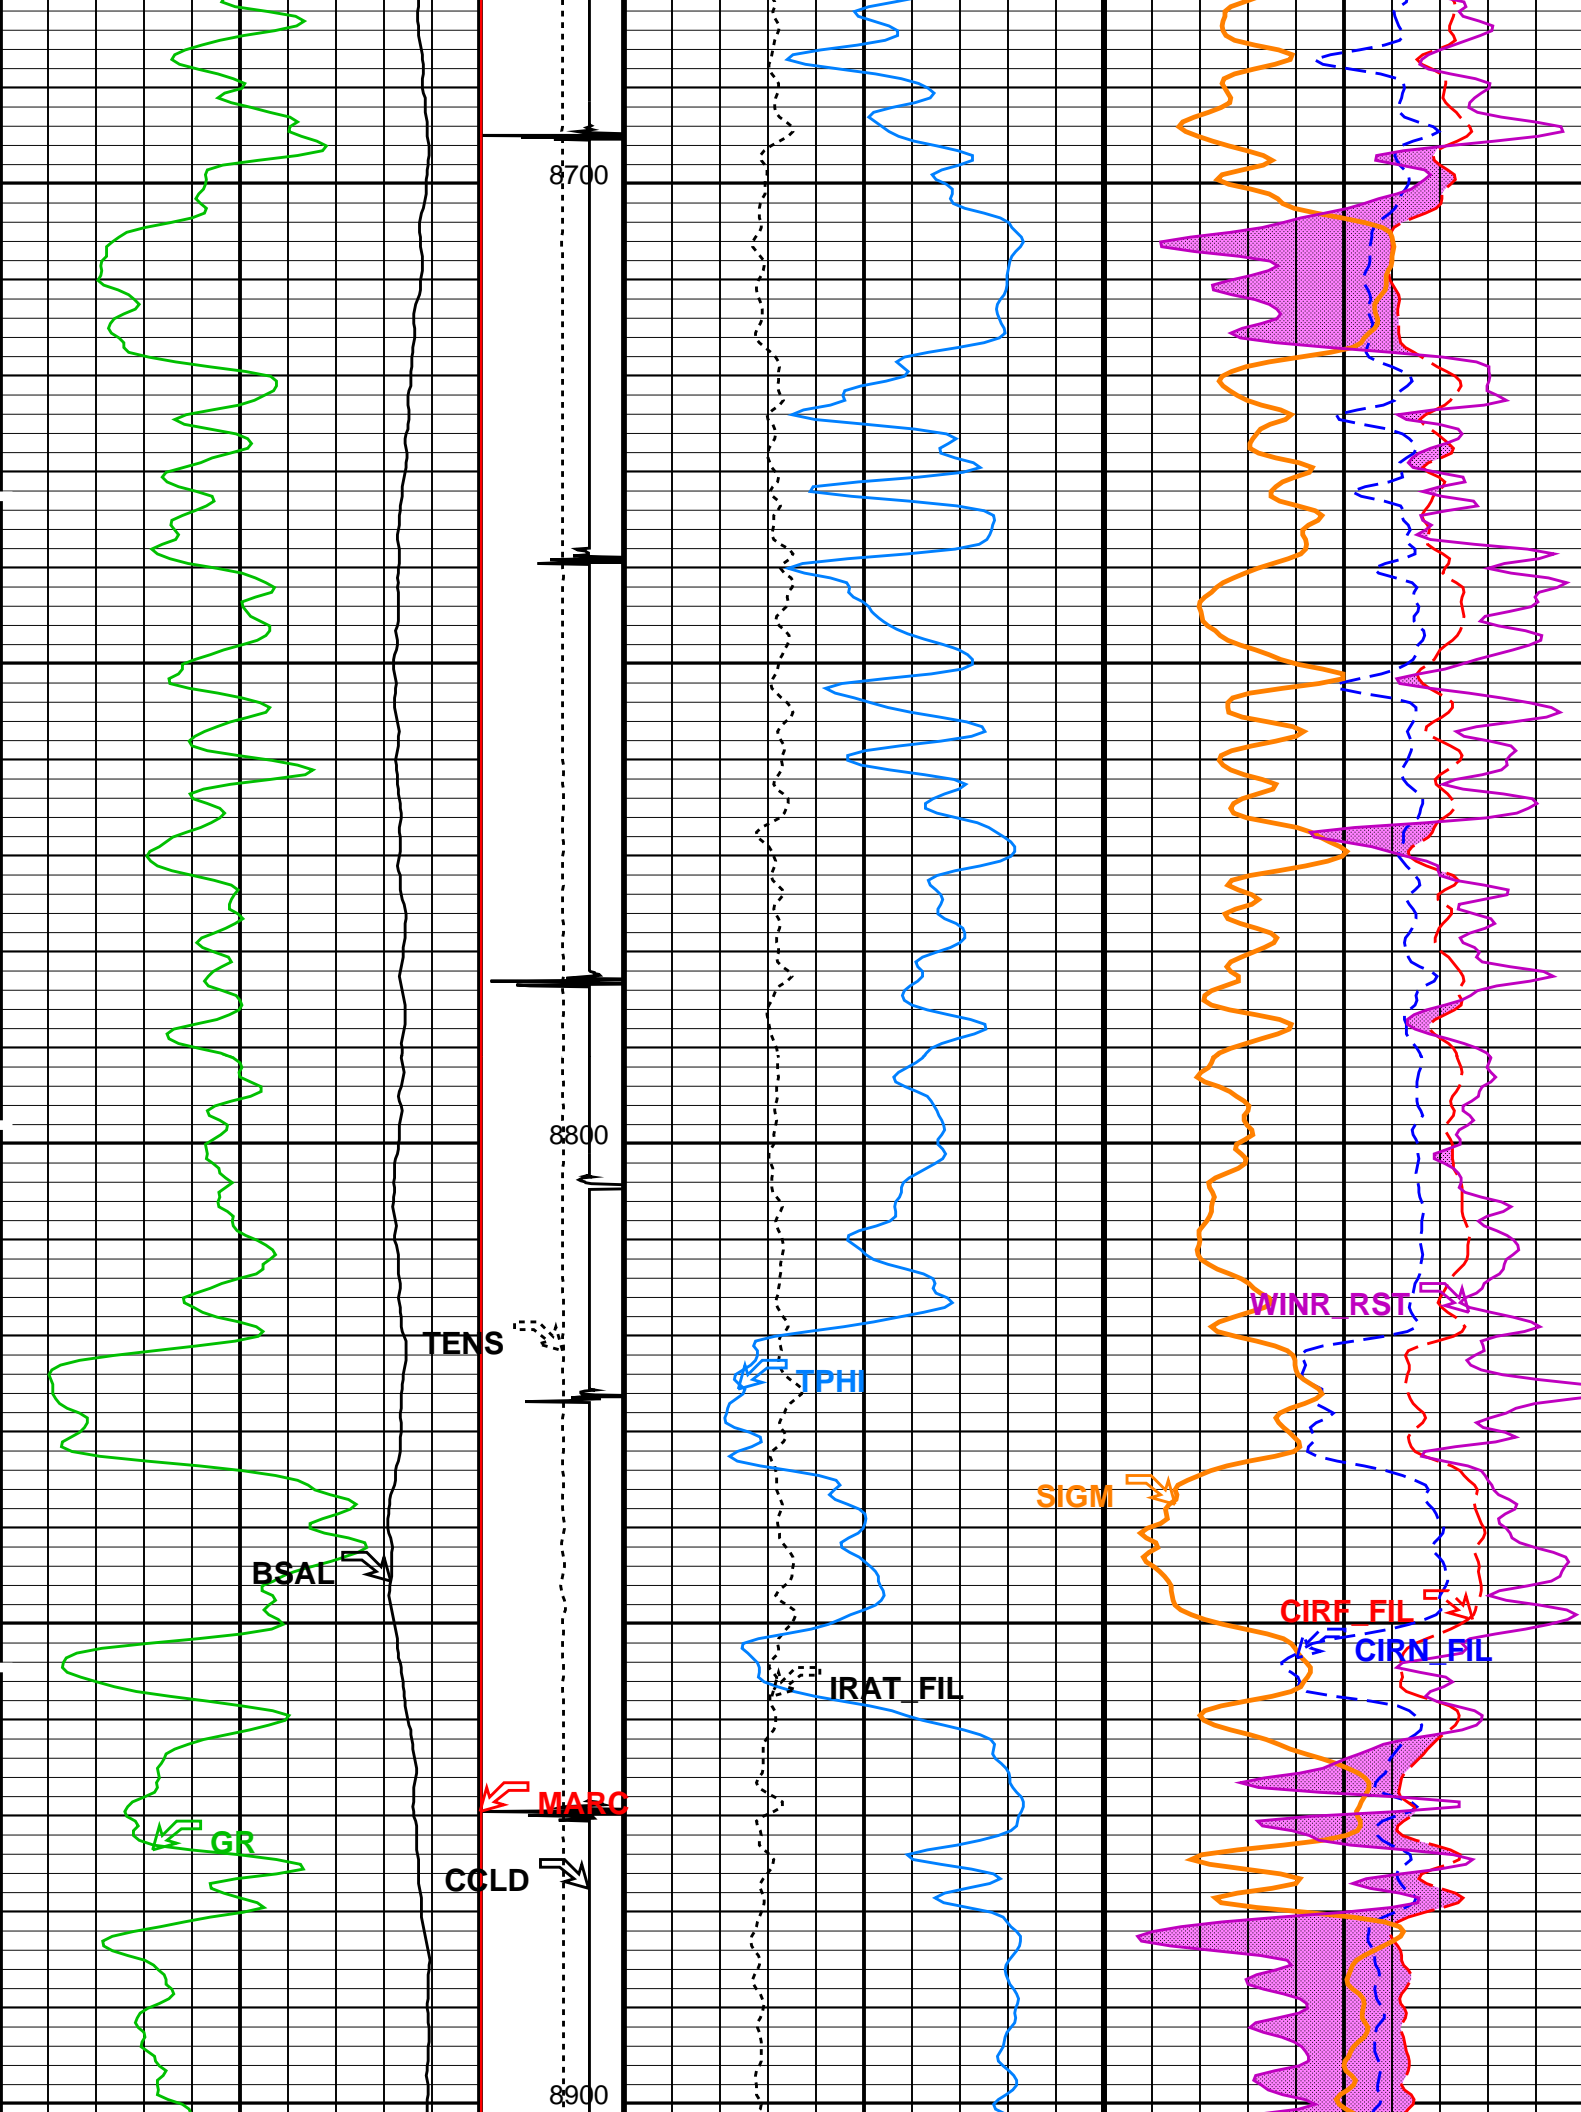 8700
8800
WINR_RST
TENS
TPHI
SIGM
BSAL
CIRF_FIL
CIRN_FIL
IRAT_FIL
MARC
GR
CCLD
8900